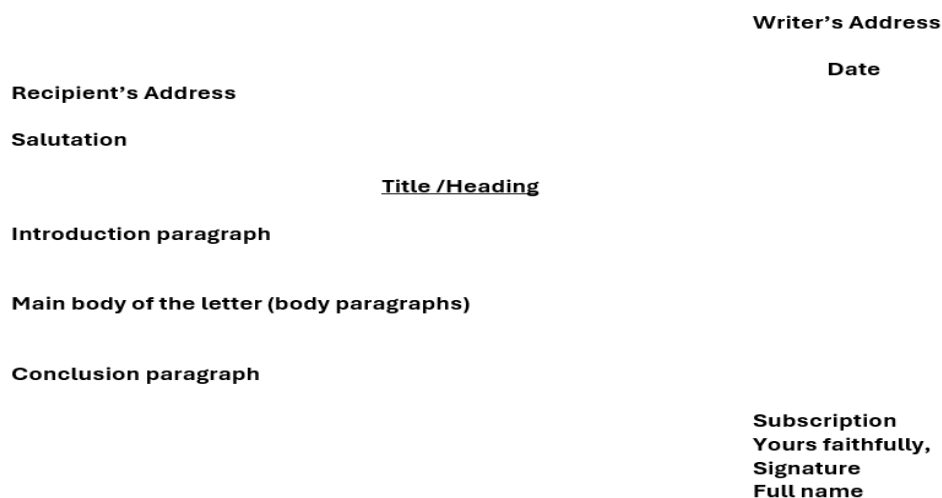 Writer’s Address
Date
Recipient’s Address
Salutation
Title /Heading
Introduction paragraph
Main body of the letter (body paragraphs)
Conclusion paragraph
Subscription
Yours faithfully,
Signature
Full name